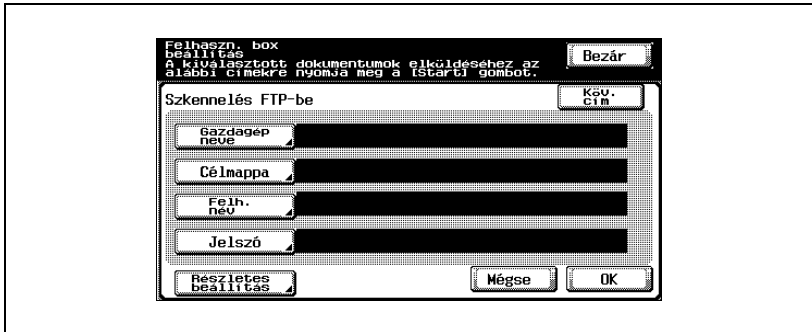 Felhaszn. box
beállítás
A kiválasztott dokumentumok elküldéséhez az
alábbi címekre nyomja meg a [Start] gombot.
Bezár
Szkennelés FTP-be
Köv.
cím
Gazdagép
neve
Célmappa
Felh.
név
Jelszó
Részletes
beállítás
Mégse
OK